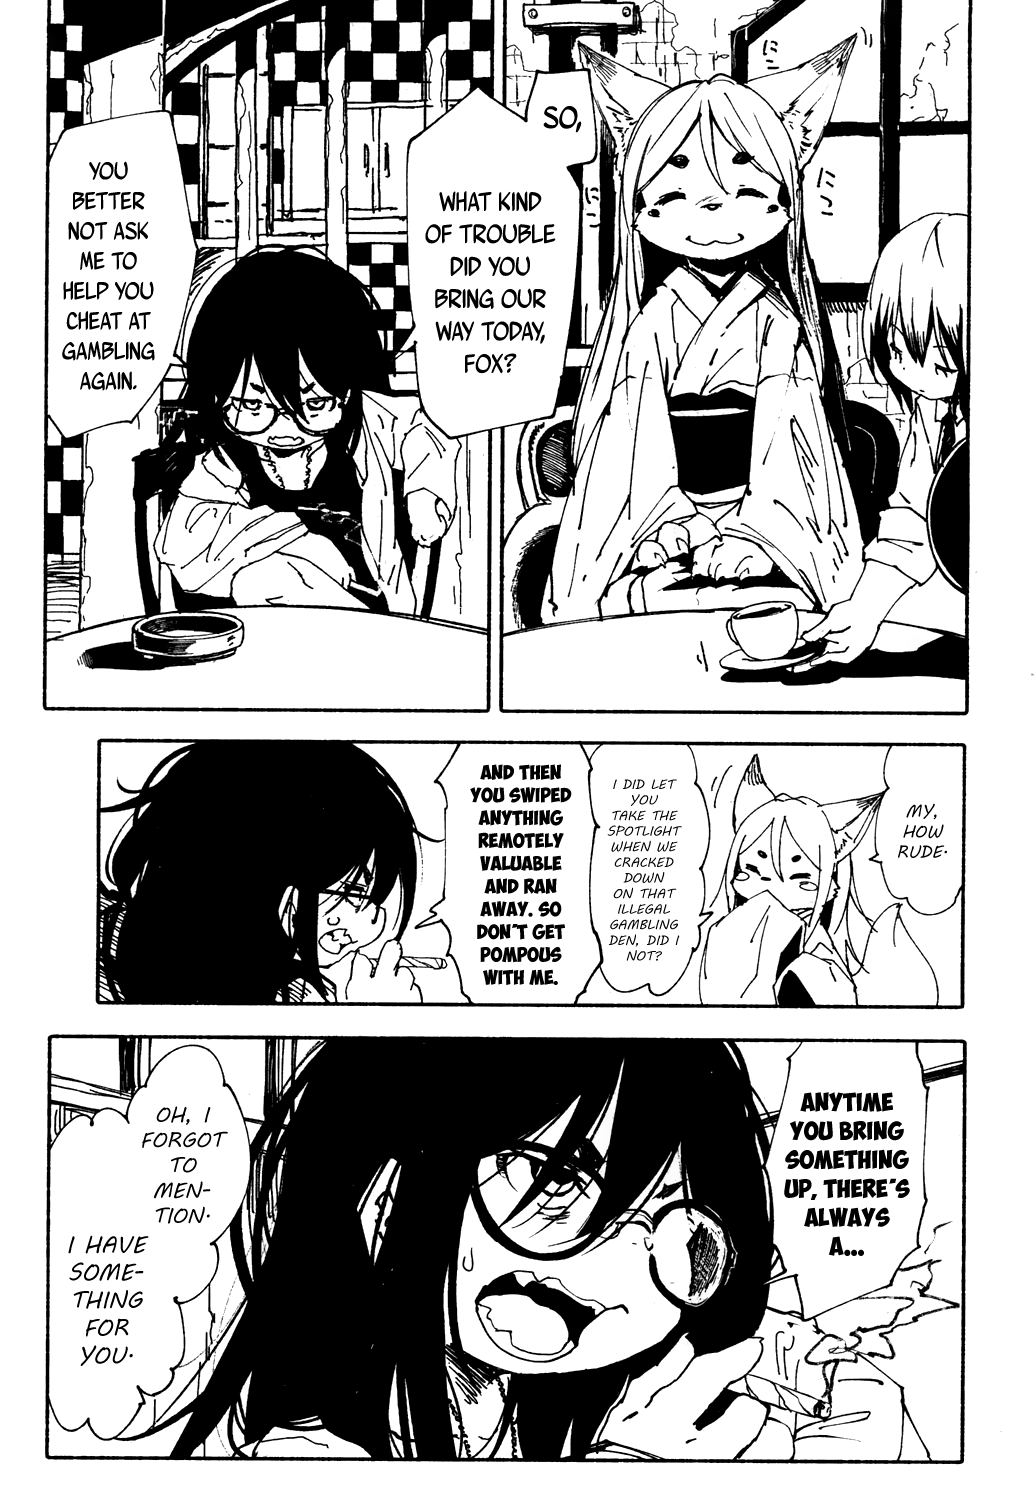 SO,
WHAT KIND
OF TROUBLE
DID YOU
BRING OUR
WAY TODAY,
FOX?
にこ
にこ
YOU
BETTER
NOT ASK
ME TO
HELP YOU
CHEAT AT
GAMBLING
AGAIN.
MY,
HOW
RUDE.
I DID LET
YOU
TAKE THE
SPOTLIGHT
WHEN WE
CRACKED
DOWN
ON THAT
ILLEGAL
GAMBLING
DEN, DID I
NOT?
AND THEN
YOU SWIPED
ANYTHING
REMOTELY
VALUABLE
AND RAN
AWAY. SO
DON'T GET
POMPOUS
WITH ME.
ANYTIME
YOU BRING
SOMETHING
UP, THERE'S
ALWAYS
A...
OH, I
FORGOT
TO
MEN-
TION.
I HAVE
SOME-
THING
FOR
YOU.